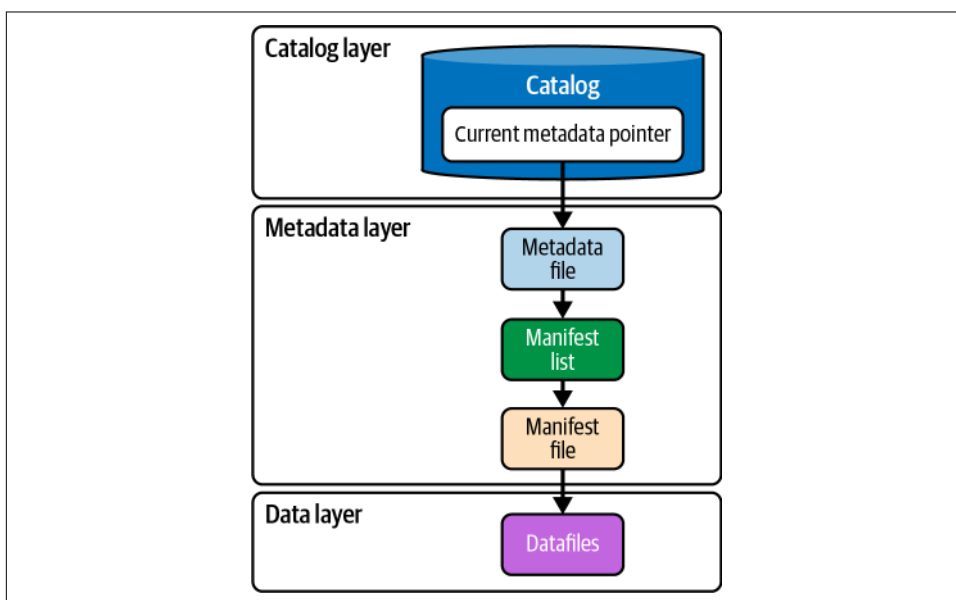 Catalog layer
Catalog
Current metadata pointer
Metadata layer
Metadata
file
Manifest
list
Manifest
file
Data layer
Datafiles